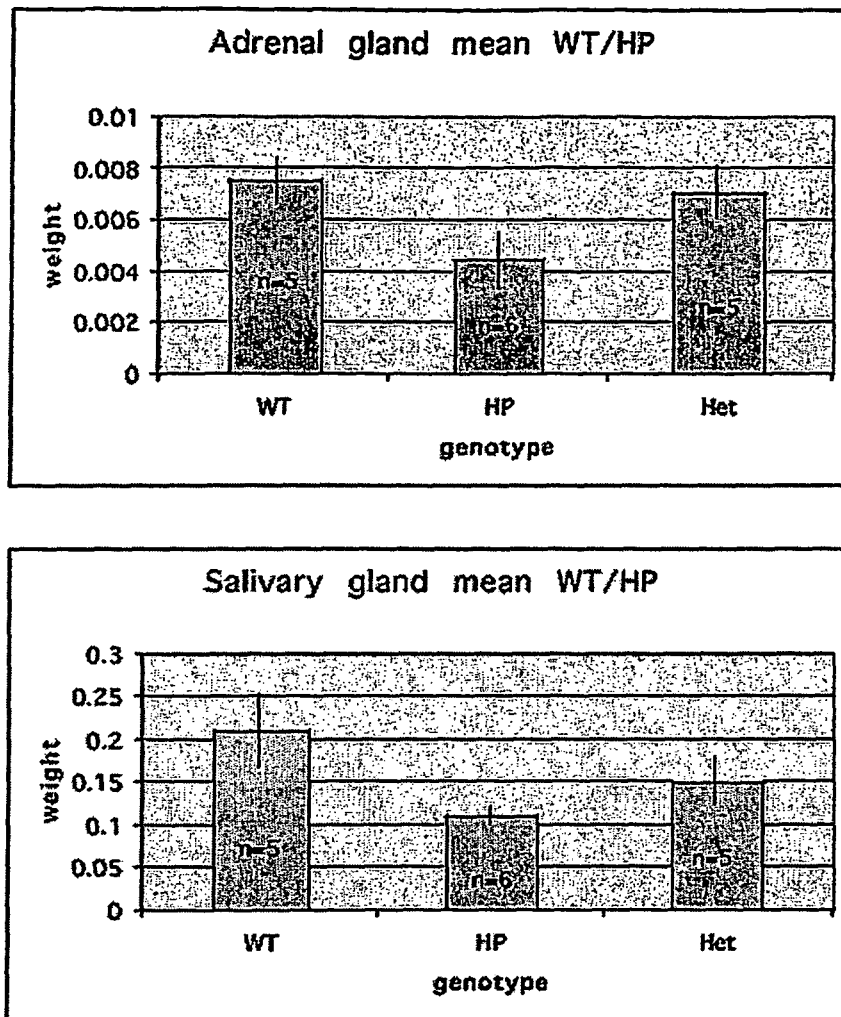 Adrenal gland mean WT/HP
0.01
0.008
0.006
0.004
0.002
0
weight
n=5
n=6
n=5
WT HP Het
genotype
Salivary gland mean WT/HP
0.3
0.25
0.2
0.15
0.1
0.05
0
weight
n=5
n=6
n=5
WT HP Het
genotype